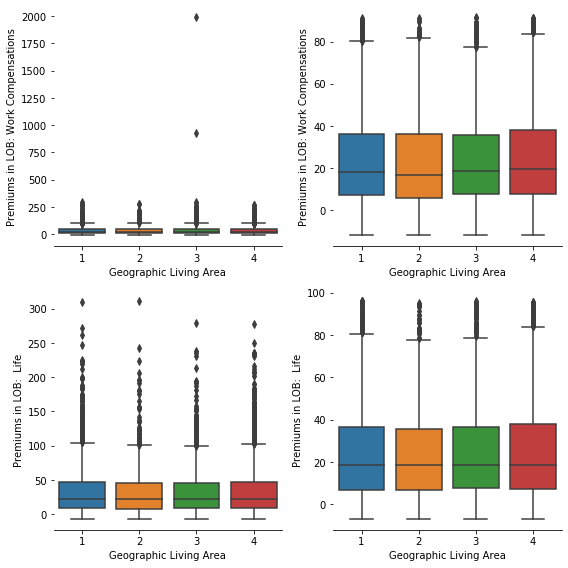 Premiums in LOB: Work Compensations
2000
1750
1500
1250
1000
750
500
250
0
1 2 3 4
Geographic Living Area
Premiums in LOB: Work Compensations
80
60
40
20
0
1 2 3 4
Geographic Living Area
Premiums in LOB:  Life
300
250
200
150
100
50
0
1 2 3 4
Geographic Living Area
Premiums in LOB:  Life
100
80
60
40
20
0
1 2 3 4
Geographic Living Area